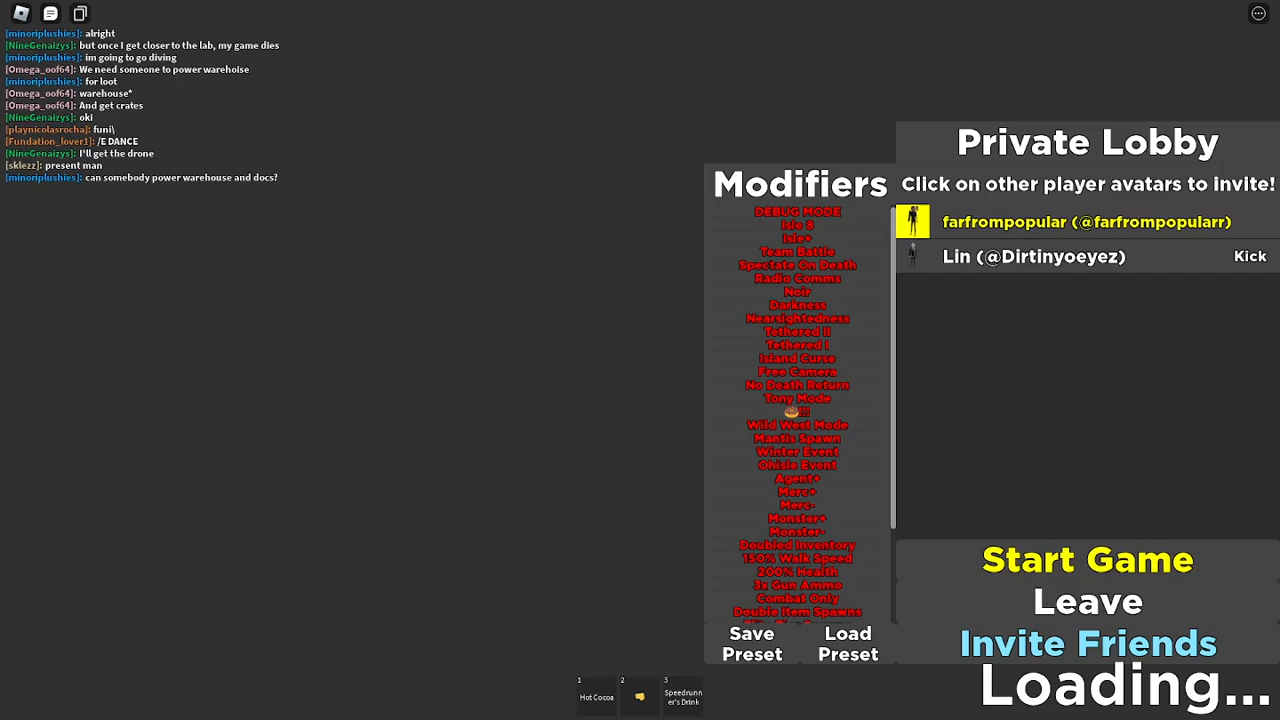 [minoriplushies]: alright
[NineGenaizys]: but once I get closer to the lab, my game dies
[minoriplushies]: im going to go diving
[Omega_oof64]: We need someone to power warehoise
[minoriplushies]: for loot
[Omega_oof64]: warehouse*
[Omega_oof64]: And get crates
[NineGenaizys]: oki
[playnicolasrocha]: funi\
[Fundation_lover1]: /E DANCE
[NineGenaizys]: I'll get the drone
[sklezz]: present man
[minoriplushies]: can somebody power warehouse and docs?
Private Lobby
Click on other player avatars to invite!
farfrompopular (@farfrompopularr)
Lin (@Dirtinyoeyez) Kick
Modifiers
DEBUG MODE
Isle 8
Isle+
Team Battle
Spectate On Death
Radio Comms
Noir
Darkness
Nearsightedness
Tethered II
Tethered I
Island Curse
Free Camera
No Death Return
Tony Mode
🍩!!!
Wild West Mode
Mantis Spawn
Winter Event
Ohisle Event
Agent+
Merc+
Merc-
Monster+
Monster-
Doubled Inventory
150% Walk Speed
200% Health
3x Gun Ammo
Combat Only
Double Item Spawns
Save Preset
Load Preset
Start Game
Leave
Invite Friends
Loading...
1 Hot Cocoa
2
3 Speedrunn
er's Drink